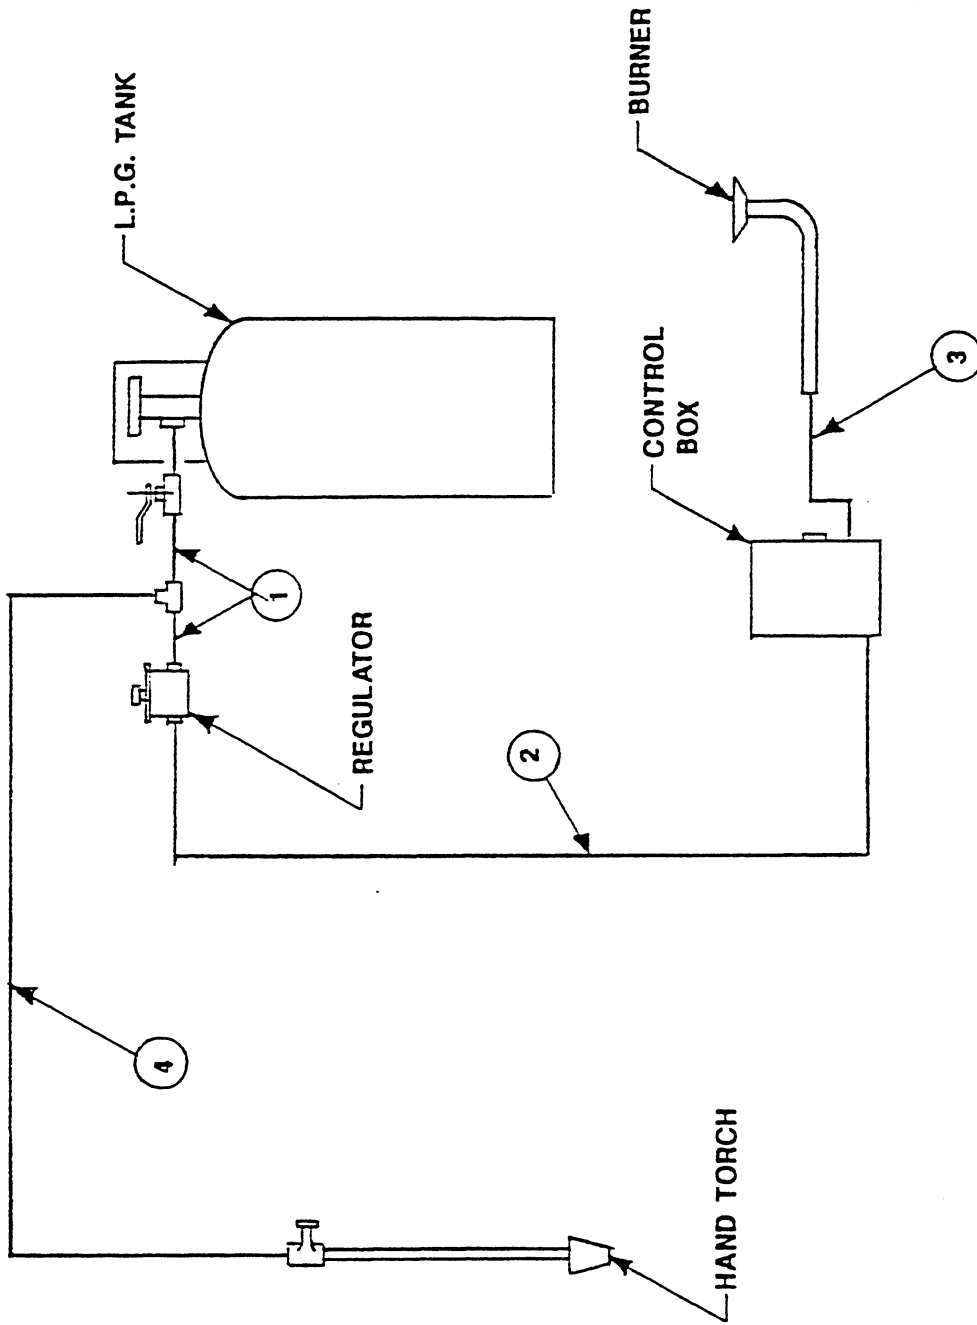 L.P.G. TANK
BURNER
1
REGULATOR
CONTROL
BOX
3
2
4
HAND TORCH